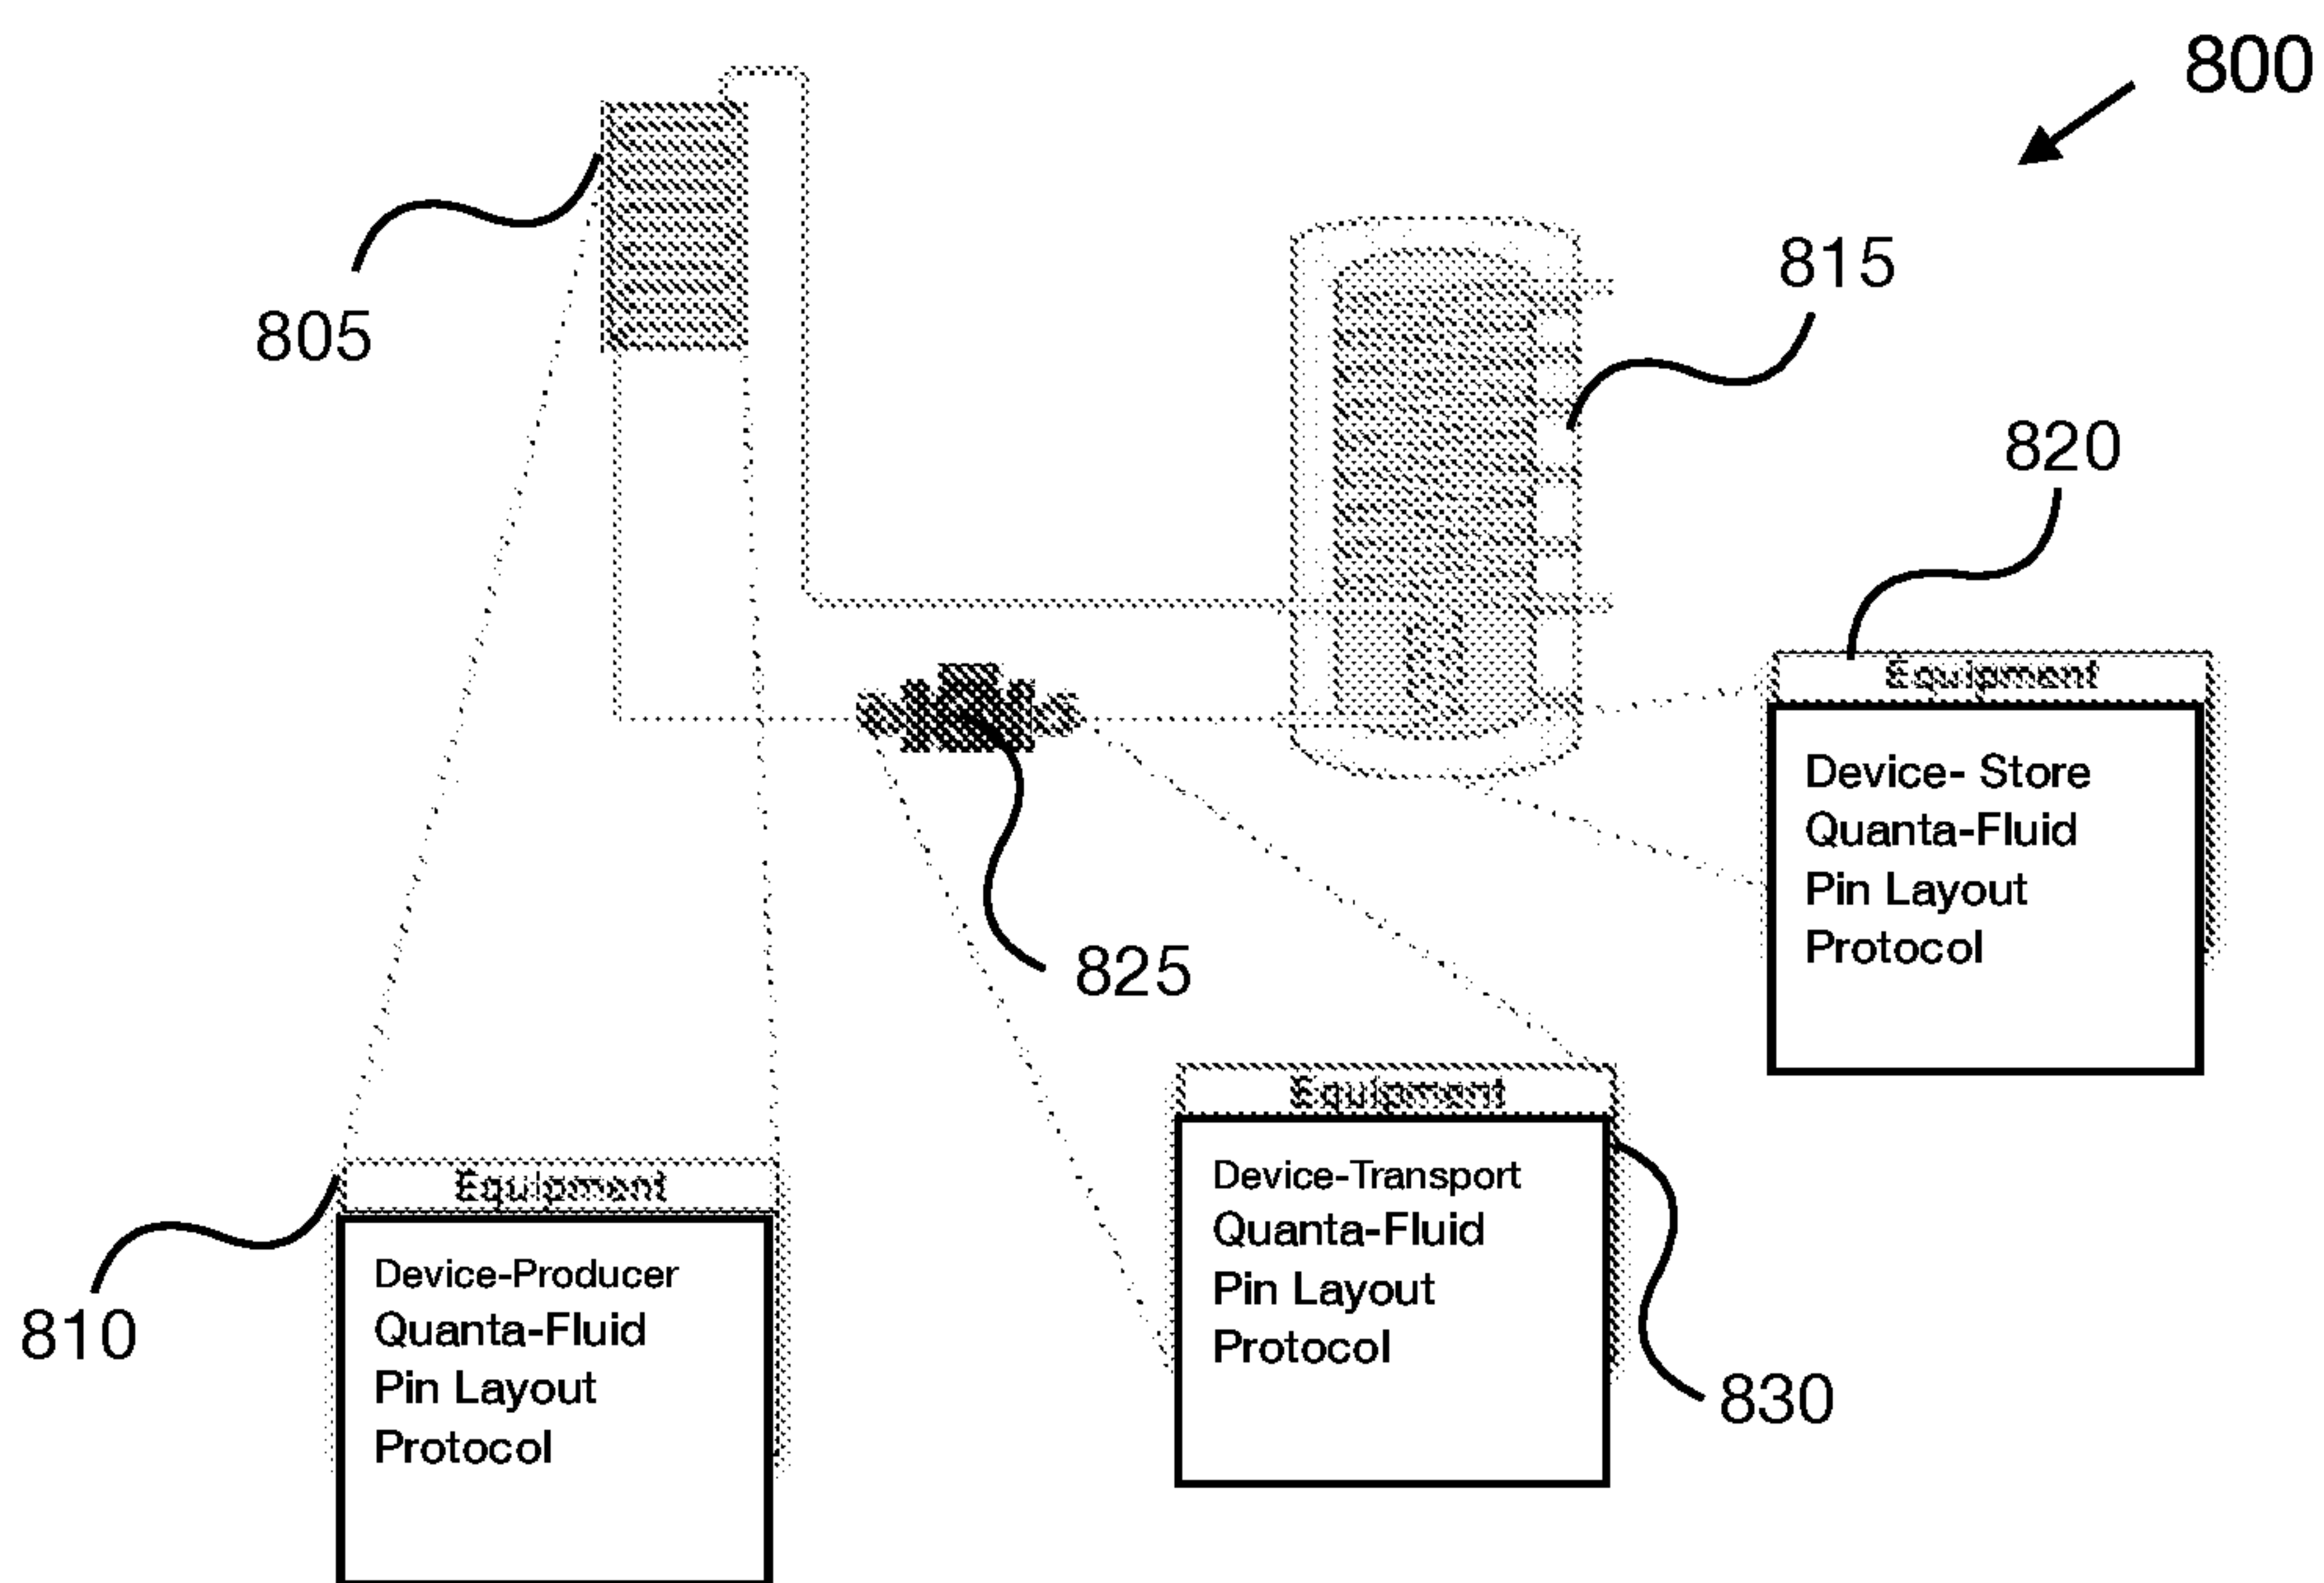 800
805
815
820
Equipment
Device- Store
Quanta-Fluid
Pin Layout
Protocol
825
Equipment
Device-Transport
Quanta-Fluid
Pin Layout
Protocol
830
810
Equipment
Device-Producer
Quanta-Fluid
Pin Layout
Protocol